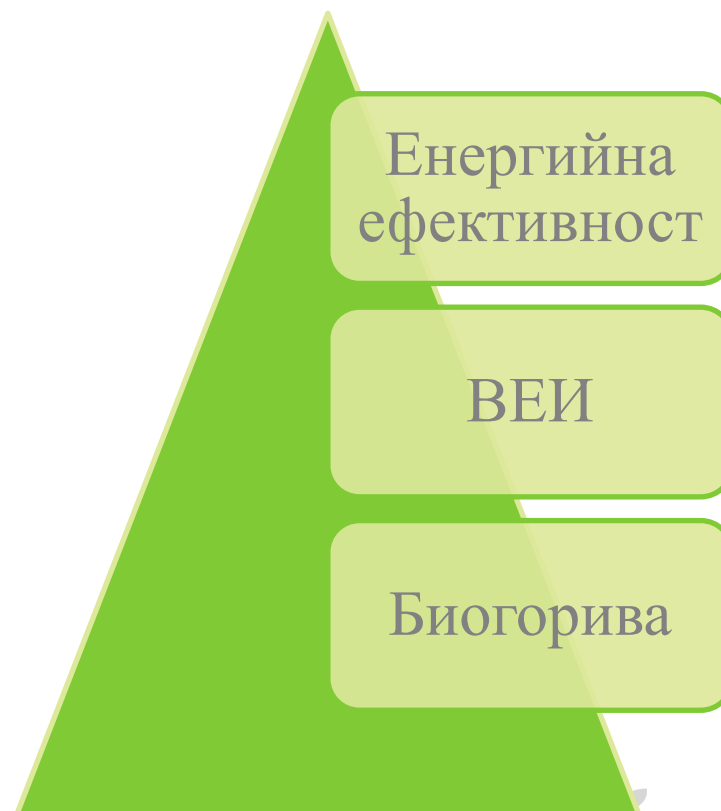 Енергийна
ефективност
ВЕИ
Биогорива